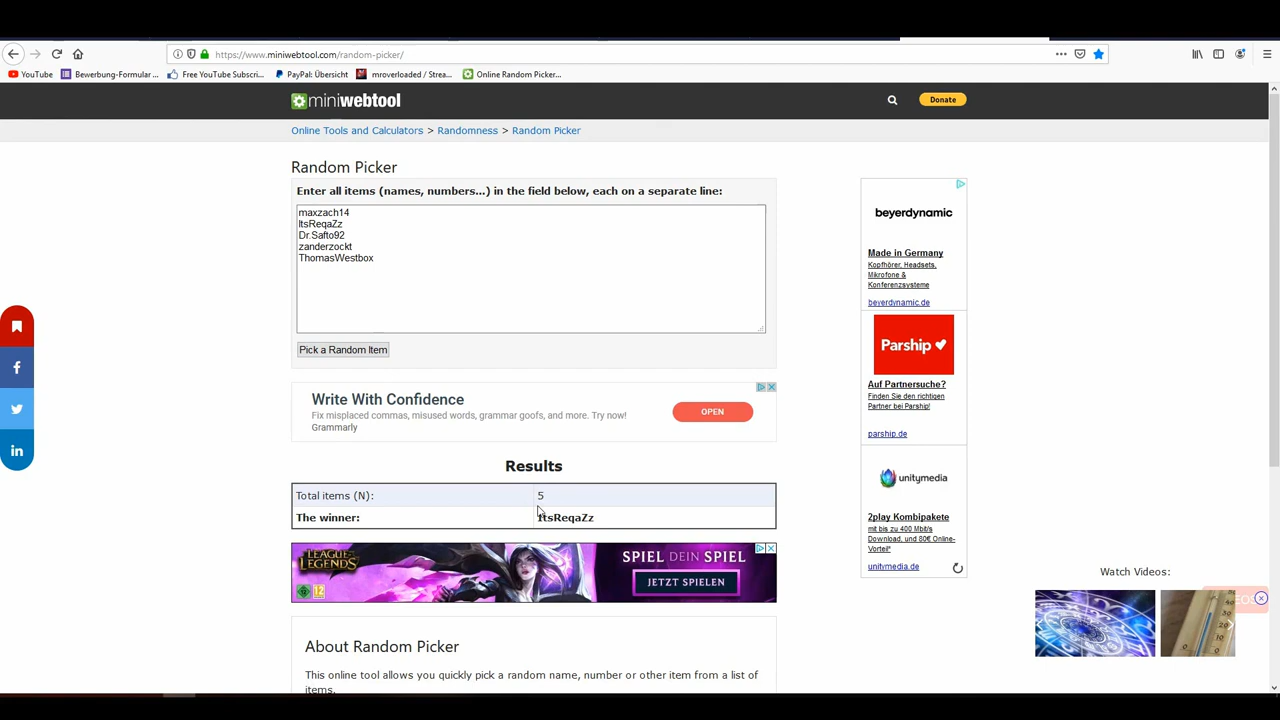 https://www.miniwebtool.com/random-picker/
YouTube
Bewerbung-Formular ...
Free YouTube Subscri...
PayPal: Übersicht
mroverloaded / Strea...
Online Random Picker...
miniwebtool
Donate
Online Tools and Calculators > Randomness > Random Picker
Random Picker
Enter all items (names, numbers...) in the field below, each on a separate line:
maxzach14
ItsReqaZz
Dr.Safto92
zanderzockt
ThomasWestbox
Pick a Random Item
Write With Confidence
Fix misplaced commas, misused words, grammar goofs, and more. Try now!
Grammarly
OPEN
Results
Total items (N): 5
The winner: ItsReqaZz
LEAGUE OF
LEGENDS
12
SPIEL DEIN SPIEL
JETZT SPIELEN
About Random Picker
This online tool allows you quickly pick a random name, number or other item from a list of
items.
beyerdynamic
Made in Germany
Kopfhörer, Headsets,
Mikrofone &
Konferenzsysteme
beyerdynamic.de
Parship
Auf Partnersuche?
Finden Sie den richtigen
Partner bei Parship!
parship.de
unitymedia
2play Kombipakete
mit bis zu 400 Mbit/s
Download, und 80€ Online-
Vorteil*
unitymedia.de
Watch Videos: